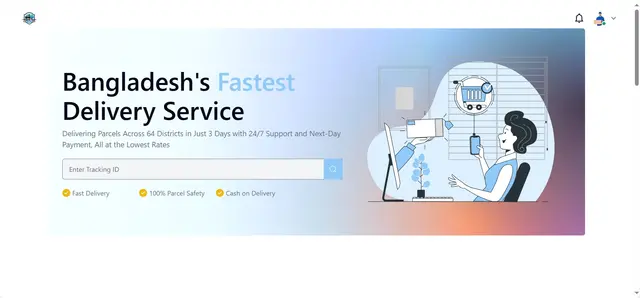 Bangladesh's Fastest
Delivery Service
Delivering Parcels Across 64 Districts in Just 3 Days with 24/7 Support and Next-Day
Payment, All at the Lowest Rates
Enter Tracking ID
Fast Delivery 100% Parcel Safety Cash on Delivery